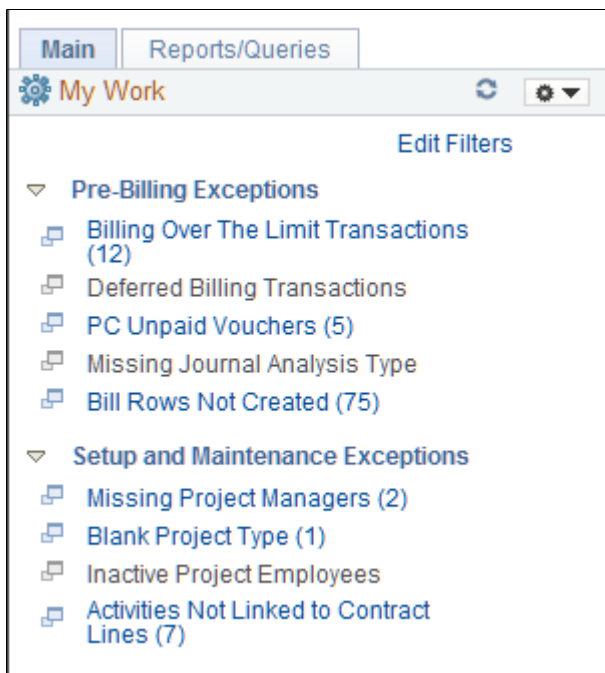 Main Reports/Queries
My Work
Edit Filters
Pre-Billing Exceptions
Billing Over The Limit Transactions
(12)
Deferred Billing Transactions
PC Unpaid Vouchers (5)
Missing Journal Analysis Type
Bill Rows Not Created (75)
Setup and Maintenance Exceptions
Missing Project Managers (2)
Blank Project Type (1)
Inactive Project Employees
Activities Not Linked to Contract
Lines (7)